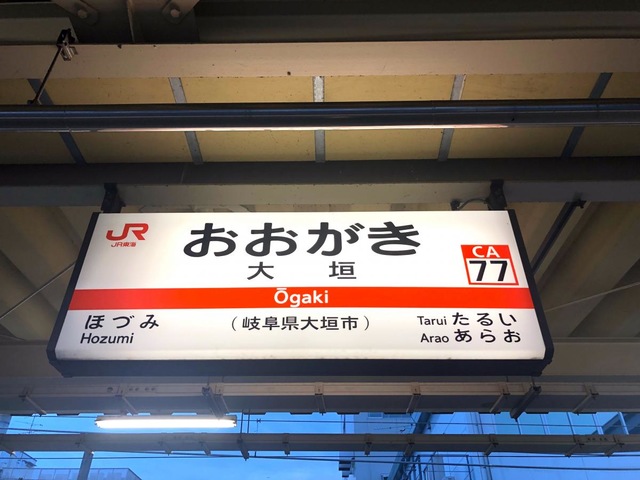 JR
JR東海
おおがき
大垣
CA
77
Ōgaki
ほづみ
Hozumi
(岐阜県大垣市)
Tarui たるい
Arao あらお